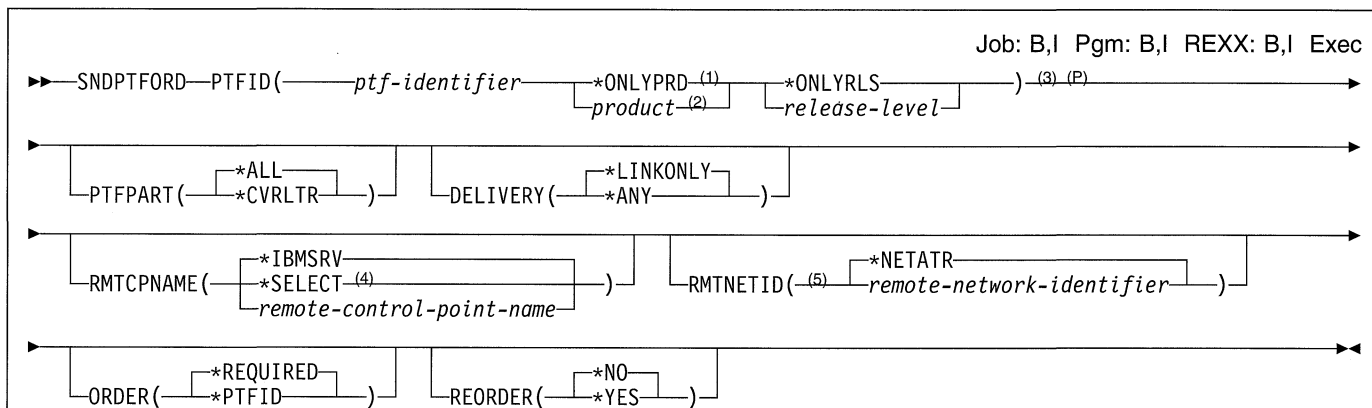 Job: B,I Pgm: B,I REXX: B,I Exec
SNDPTFORD PTFID( ptf-identifier *ONLYPRD (1) *ONLYRLS ) (3) (P)
product (2) release-level
*ALL *LINKONLY
PTFPART( *CVRLTR ) DELIVERY( *ANY )
*IBMSRV *NETATR
RMTCPNAME( *SELECT (4) ) RMTNETID( (5) remote-network-identifier )
remote-control-point-name
*REQUIRED *NO
ORDER( *PTFID ) REORDER( *YES )